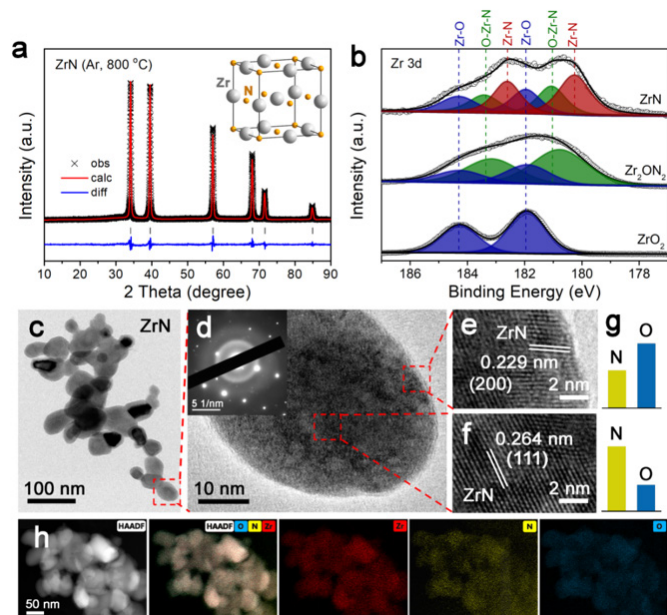 a
ZrN (Ar, 800 °C)
Zr
N
obs
calc
diff
Intensity (a.u.)
10 20 30 40 50 60 70 80 90
2 Theta (degree)
b
Zr 3d
Zr-O
O-Zr-N
Zr-N
Zr-O
O-Zr-N
Zr-N
ZrN
Zr₂ON₂
ZrO₂
Intensity (a.u.)
186 184 182 180 178
Binding Energy (eV)
c
ZrN
100 nm
d
5 1/nm
10 nm
e
ZrN
0.229 nm
(200)
2 nm
f
0.264 nm
(111)
ZrN
2 nm
g
N
O
N
O
h
HAADF
50 nm
HAADF O N Zr
Zr
N
O